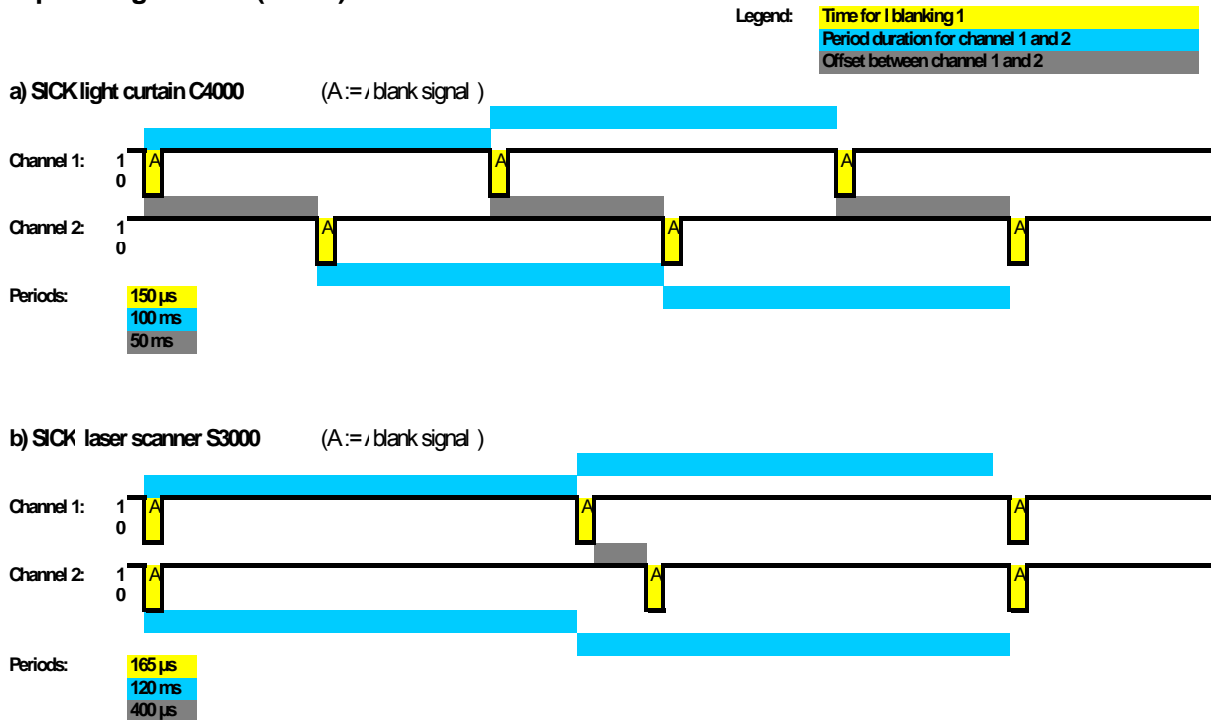 Legend: Time for I blanking 1
Period duration for channel 1 and 2
Offset between channel 1 and 2
a) SICK light curtain C4000 (A := blank signal )
Channel 1: 1 A A A
0
Channel 2: 1 A A A
0
Periods: 150 µs
100 ms
50 ms
b) SICK laser scanner S3000 (A := blank signal )
Channel 1: 1 A A A
0
Channel 2: 1 A A A
0
Periods: 165 µs
120 ms
400 µs